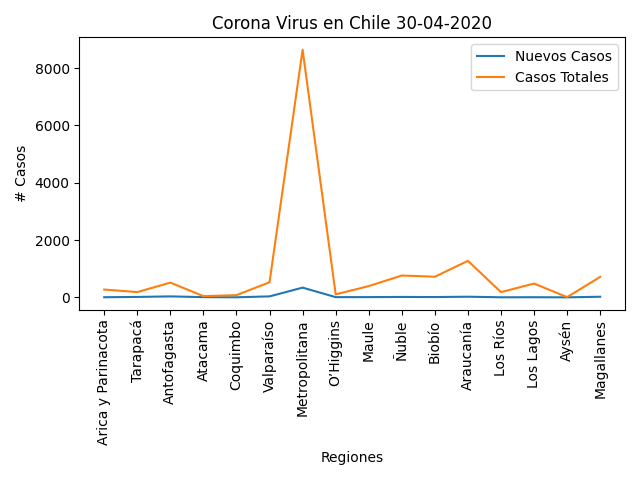 Corona Virus en Chile 30-04-2020
Nuevos Casos
Casos Totales
# Casos
8000
6000
4000
2000
0
Arica y Parinacota
Tarapacá
Antofagasta
Atacama
Coquimbo
Valparaíso
Metropolitana
O’Higgins
Maule
Ñuble
Biobío
Araucanía
Los Ríos
Los Lagos
Aysén
Magallanes
Regiones